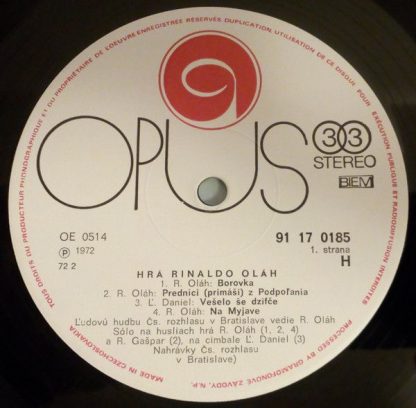 TOUS DROITS DU PRODUCTEUR PHONOGRAPHIQUE ET DU PROPRIÉTAIRE DE L'OEUVRE ENREGISTRÉE RÉSERVÉS. DUPLICATION, UTILISATION DE CE DISQUE POUR EXÉCUTION PUBLIQUE ET RADIODIFFUSION INTERDITES
OPUS
33
STEREO
BIEM
OE 0514
91 17 0185
℗ 1972
1. strana
72 2
H
HRÁ RINALDO OLÁH
1. R. Oláh: Borovka
2. R. Oláh: Predníci (primáši) z Podpoľania
3. Ľ. Daniel: Vešelo še dzifče
4. R. Oláh: Na Myjave
Ľudovú hudbu Čs. rozhlasu v Bratislave vedie R. Oláh
Sólo na husliach hrá R. Oláh (1, 2, 4)
a R. Gašpar (2), na cimbale Ľ. Daniel (3)
Nahrávky Čs. rozhlasu
v Bratislave)
MADE IN CZECHOSLOVAKIA
PROCESSED BY GRAMOFONOVÉ ZÁVODY, N.P.